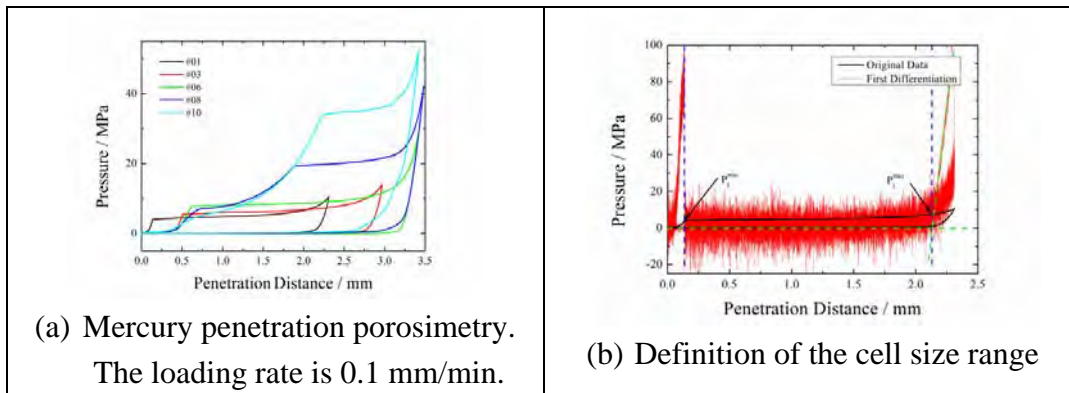 #01
#03
#06
#08
#10
Pressure / MPa
40
20
0
0.0 0.5 1.0 1.5 2.0 2.5 3.0 3.5
Penetration Distance / mm
(a) Mercury penetration porosimetry.
The loading rate is 0.1 mm/min.
Original Data
First Differentiation
Pressure / MPa
100
80
60
40
20
0
-20
0.0 0.5 1.0 1.5 2.0 2.5
Penetration Distance / mm
(b) Definition of the cell size range